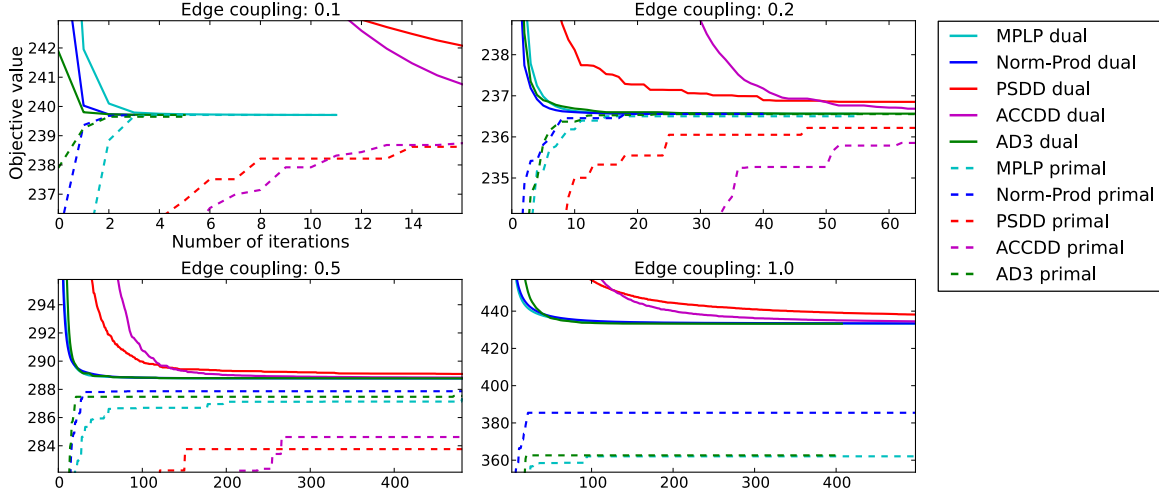 Edge coupling: 0.1
242
241
240
239
238
237
Objective value
0 2 4 6 8 10 12 14
Number of iterations
Edge coupling: 0.2
238
237
236
235
0 10 20 30 40 50 60
MPLP dual
Norm-Prod dual
PSDD dual
ACCDD dual
AD3 dual
MPLP primal
Norm-Prod primal
PSDD primal
ACCDD primal
AD3 primal
Edge coupling: 0.5
294
292
290
288
286
284
0 100 200 300 400
Edge coupling: 1.0
440
420
400
380
360
100 200 300 400